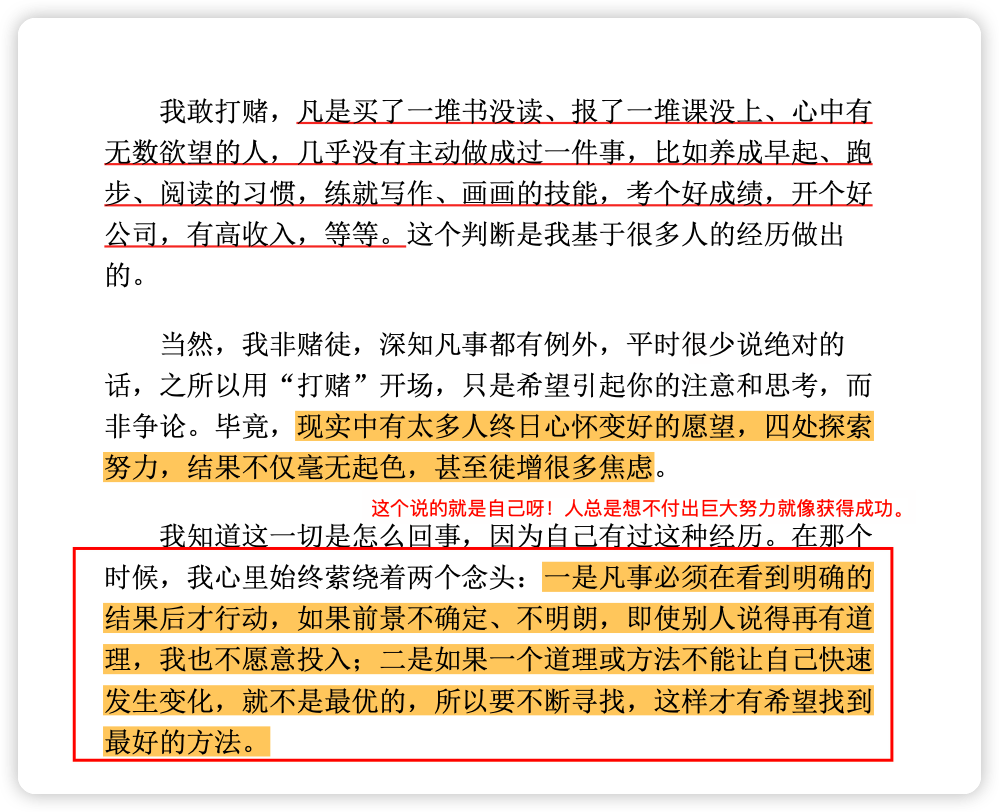 我敢打赌，凡是买了一堆书没读、报了一堆课没上、心中有
无数欲望的人，几乎没有主动做成过一件事，比如养成早起、跑
步、阅读的习惯，练就写作、画画的技能，考个好成绩，开个好
公司，有高收入，等等。这个判断是我基于很多人的经历做出
的。
当然，我非赌徒，深知凡事都有例外，平时很少说绝对的
话，之所以用“打赌”开场，只是希望引起你的注意和思考，而
非争论。毕竟，现实中有太多人终日心怀变好的愿望，四处探索
努力，结果不仅毫无起色，甚至徒增很多焦虑。
这个说的就是自己呀！人总是想不付出巨大努力就像获得成功。
我知道这一切是怎么回事，因为自己有过这种经历。在那个
时候，我心里始终萦绕着两个念头：一是凡事必须在看到明确的
结果后才行动，如果前景不确定、不明朗，即使别人说得再有道
理，我也不愿意投入；二是如果一个道理或方法不能让自己快速
发生变化，就不是最优的，所以要不断寻找，这样才有希望找到
最好的方法。